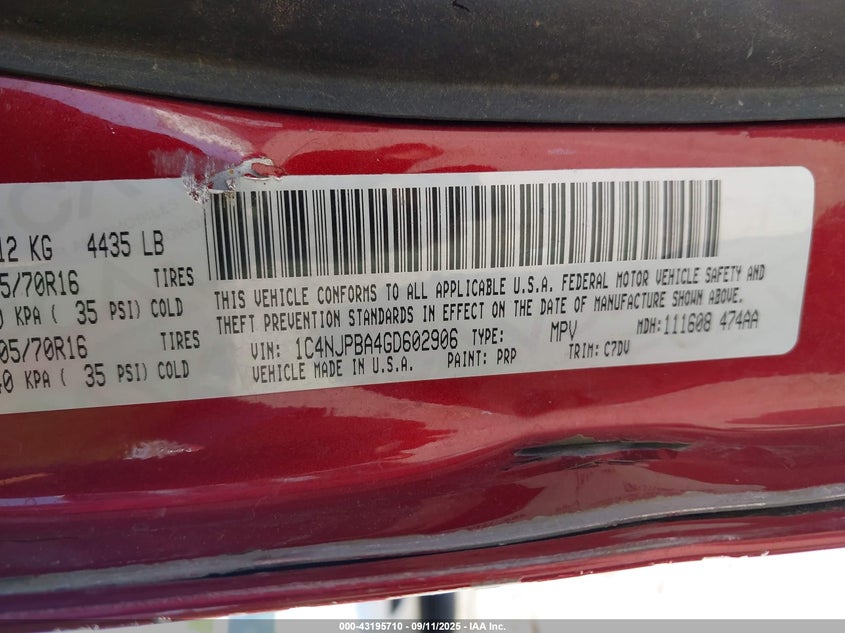 12 KG 4435 LB
5/70R16 TIRES
0 KPA ( 35 PSI) COLD
05/70R16 TIRES
40 KPA ( 35 PSI) COLD
THIS VEHICLE CONFORMS TO ALL APPLICABLE U.S.A. FEDERAL MOTOR VEHICLE SAFETY AND
THEFT PREVENTION STANDARDS IN EFFECT ON THE DATE OF MANUFACTURE SHOWN ABOVE.
VIN: 1C4NJPBA4GD602906 TYPE: MPV MDH: 111608 474AA
VEHICLE MADE IN U.S.A. PAINT: PRP TRIM: C7DV
000-43195710 - 09/11/2025 - IAA Inc.